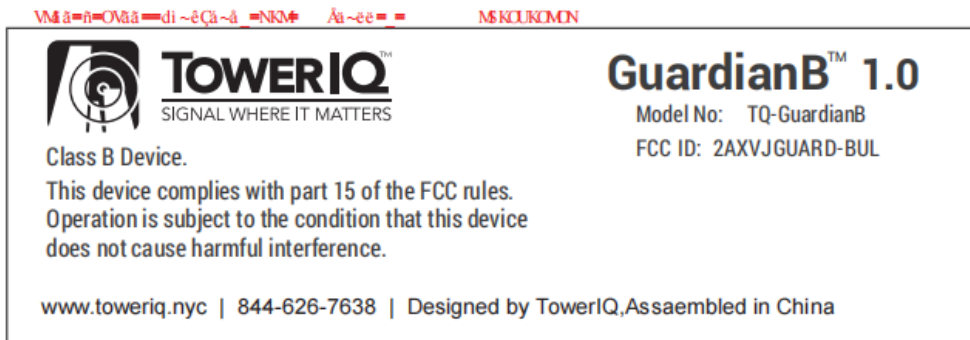 TOWERIQ™
SIGNAL WHERE IT MATTERS
GuardianB™ 1.0
Model No: TQ-GuardianB
FCC ID: 2AXVJGUARD-BUL
Class B Device.
This device complies with part 15 of the FCC rules.
Operation is subject to the condition that this device
does not cause harmful interference.
www.toweriq.nyc | 844-626-7638 | Designed by TowerIQ,Assaembled in China